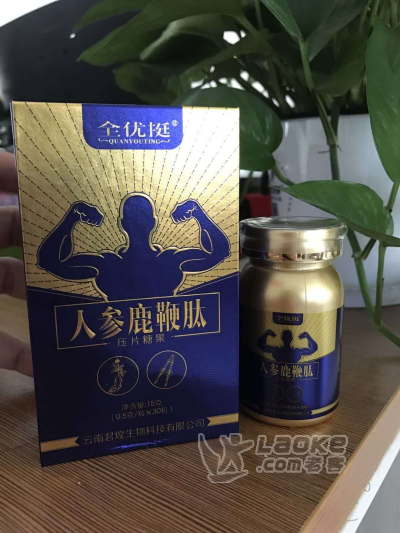 全优挺®
QUANYOUTING
人参鹿鞭肽
压片糖果
净含量:15克
(0.5克/粒×30粒)
云南君煌生物科技有限公司
全优挺
人参鹿鞭肽
LAOKE
.com老客